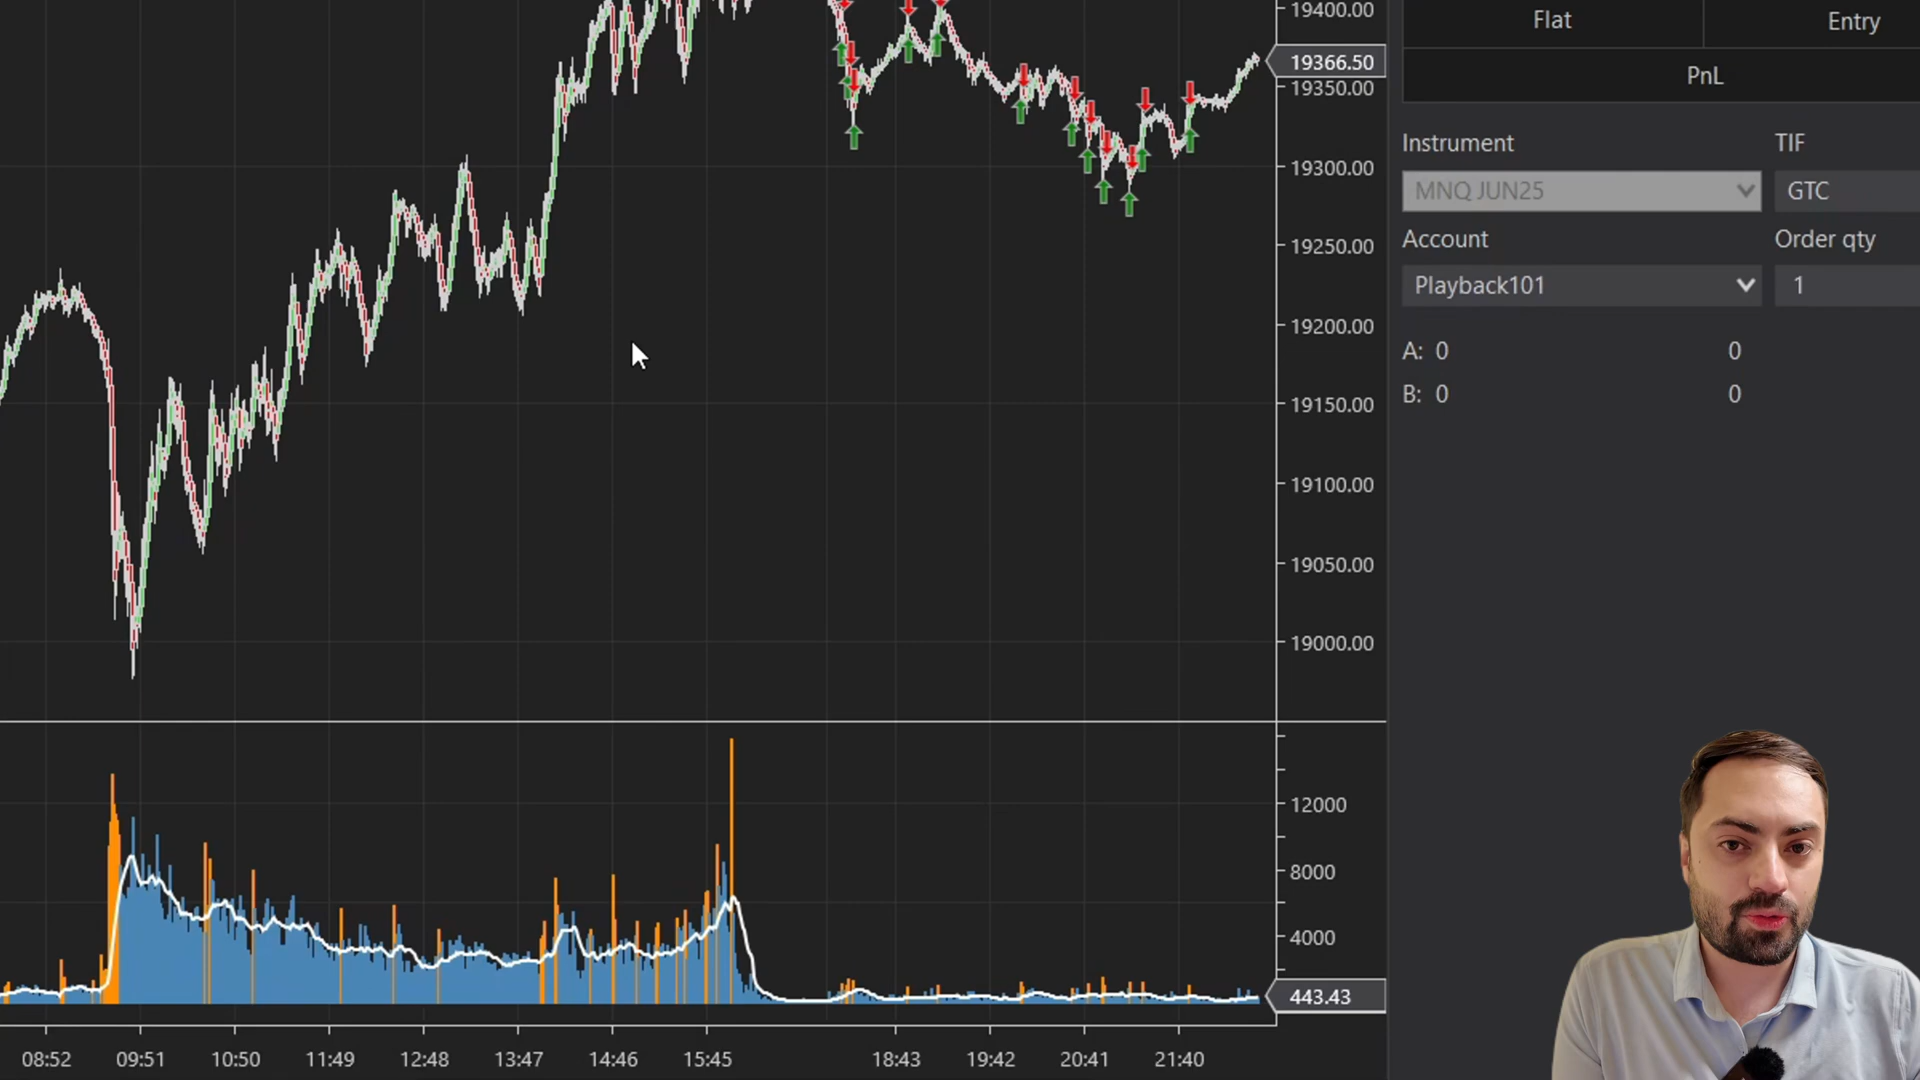 19400.00
19366.50
19350.00
19300.00
19250.00
19200.00
19150.00
19100.00
19050.00
19000.00
12000
8000
4000
443.43
08:52 09:51 10:50 11:49 12:48 13:47 14:46 15:45 18:43 19:42 20:41 21:40
Flat Entry
PnL
Instrument TIF
MNQ JUN25 GTC
Account Order qty
Playback101 1
A: 0 0
B: 0 0